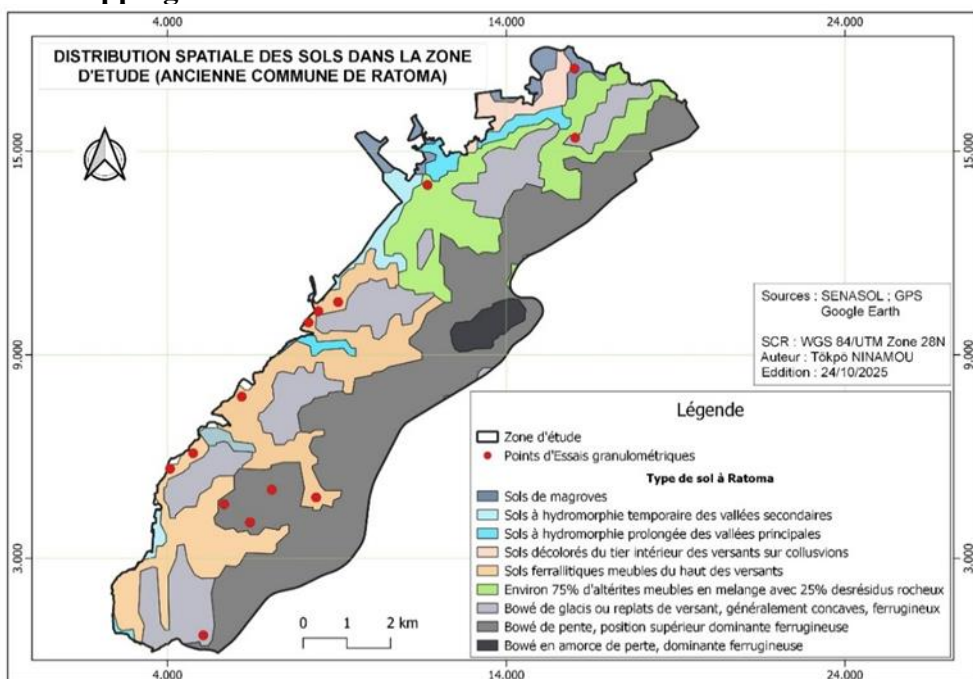 4.000 14.000 24.000
DISTRIBUTION SPATIALE DES SOLS DANS LA ZONE
D'ETUDE (ANCIENNE COMMUNE DE RATOMA)
15.000 15.000
Sources : SENASOL ; GPS
Google Earth
SCR : WGS 84/UTM Zone 28N
Auteur : Tökpö NINAMOU
Eddition : 24/10/2025
9.000 9.000
Légende
Zone d'étude
Points d'Essais granulométriques
Type de sol à Ratoma
Sols de magroves
Sols à hydromorphie temporaire des vallées secondaires
Sols à hydromorphie prolongée des vallées principales
Sols décolorés du tier intérieur des versants sur collusvions
Sols ferrallitiques meubles du haut des versants
Environ 75% d'altérites meubles en melange avec 25% desrésidus rocheux
Bowé de glacis ou replats de versant, généralement concaves, ferrugineux
Bowé de pente, position supérieur dominante ferrugineuse
Bowé en amorce de perte, dominante ferrugineuse
3.000 3.000
0 1 2 km
4.000 14.000 24.000